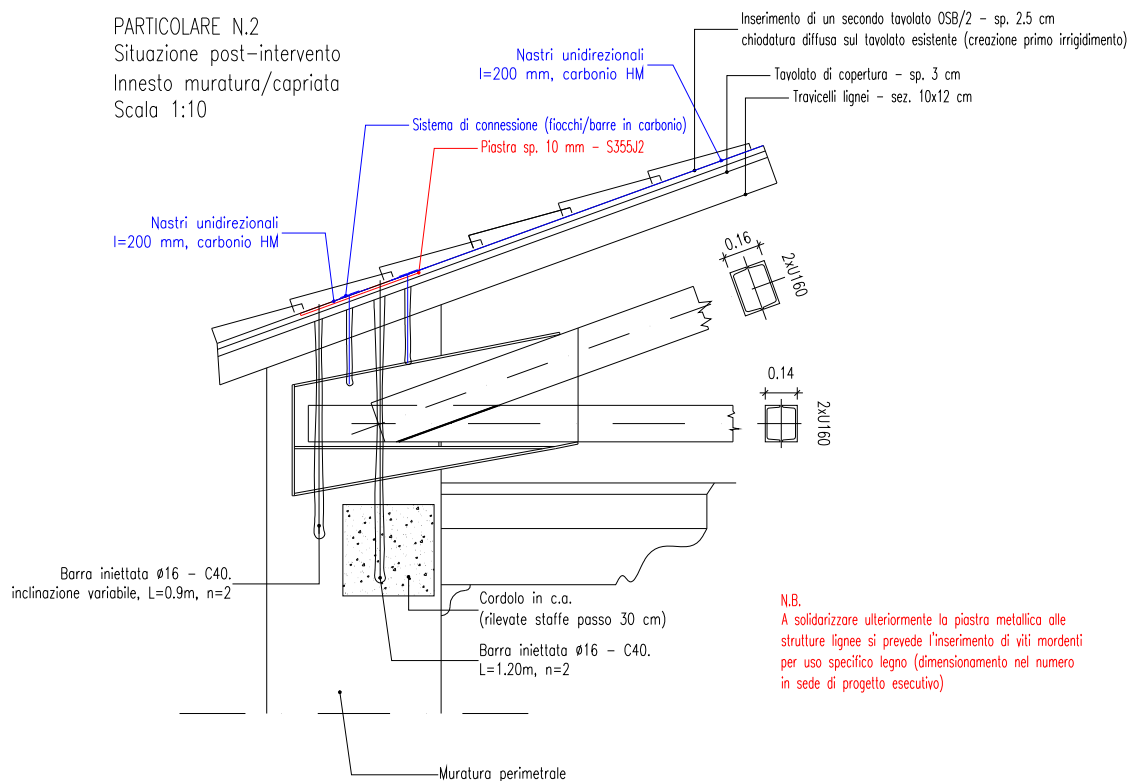 PARTICOLARE N.2
Situazione post-intervento
Innesto muratura/capriata
Scala 1:10
Inserimento di un secondo tavolato OSB/2 - sp. 2.5 cm
chiodatura diffusa sul tavolato esistente (creazione primo irrigidimento)
Nastri unidirezionali
l=200 mm, carbonio HM
Tavolato di copertura - sp. 3 cm
Travicelli lignei - sez. 10x12 cm
Sistema di connessione (fiocchi/barre in carbonio)
Piastra sp. 10 mm - S355J2
Nastri unidirezionali
l=200 mm, carbonio HM
0.16
2xU160
0.14
2xU160
Barra iniettata ø16 - C40.
inclinazione variabile, L=0.9m, n=2
Cordolo in c.a.
(rilevate staffe passo 30 cm)
Barra iniettata ø16 - C40.
L=1.20m, n=2
N.B.
A solidarizzare ulteriormente la piastra metallica alle
strutture lignee si prevede l'inserimento di viti mordenti
per uso specifico legno (dimensionamento nel numero
in sede di progetto esecutivo)
Muratura perimetrale